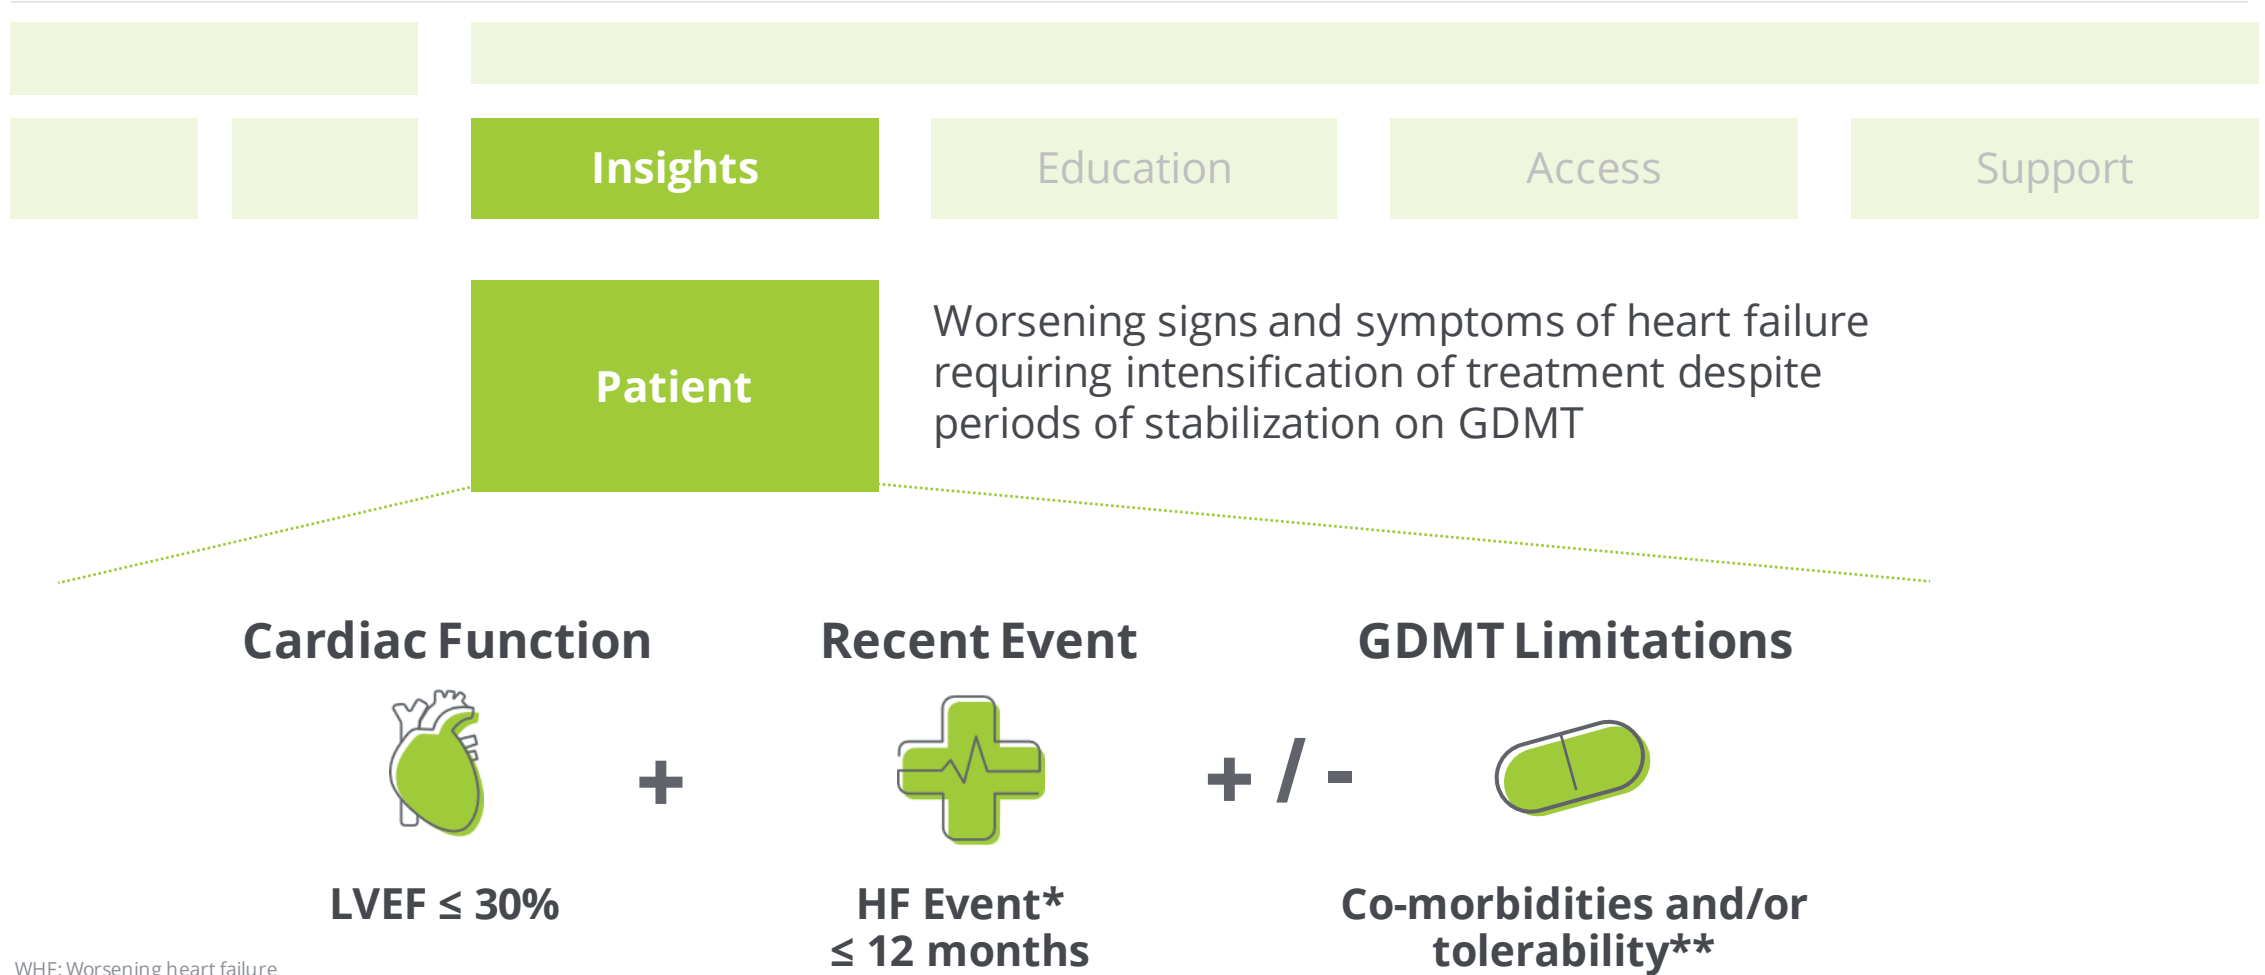 Insights
Education
Access
Support
Patient
Worsening signs and symptoms of heart failure
requiring intensification of treatment despite
periods of stabilization on GDMT
Cardiac Function
Recent Event
GDMT Limitations
+
+ / -
LVEF ≤ 30%
HF Event*
≤ 12 months
Co-morbidities and/or
tolerability**
WHF: Worsening heart failure